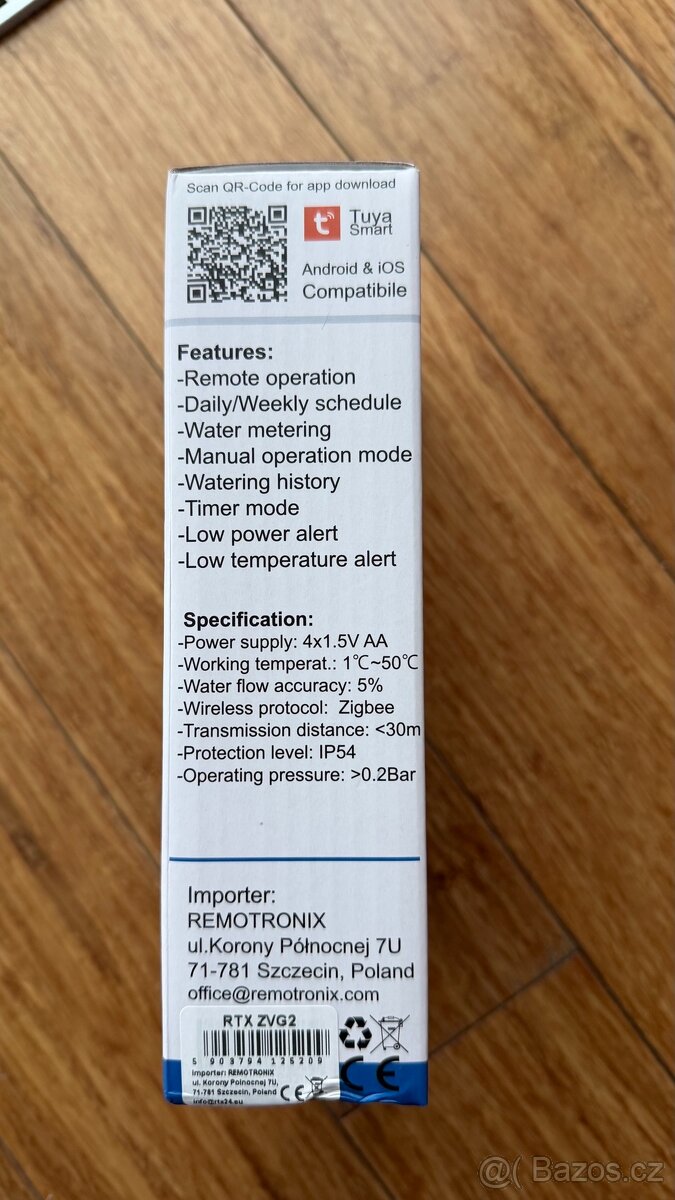 Scan QR-Code for app download
Tuya
Smart
Android & iOS
Compatibile
Features:
-Remote operation
-Daily/Weekly schedule
-Water metering
-Manual operation mode
-Watering history
-Timer mode
-Low power alert
-Low temperature alert
Specification:
-Power supply: 4x1.5V AA
-Working temperat.: 1℃~50℃
-Water flow accuracy: 5%
-Wireless protocol: Zigbee
-Transmission distance: <30m
-Protection level: IP54
-Operating pressure: >0.2Bar
Importer:
REMOTRONIX
ul.Korony Północnej 7U
71-781 Szczecin, Poland
office@remotronix.com
RTX ZVG2
5 903794 125209
Importer: REMOTRONIX
ul. Korony Polnocnej 7U,
71-781 Szczecin, Poland
info@rtx24.eu
CE
CE
@( Bazos.cz